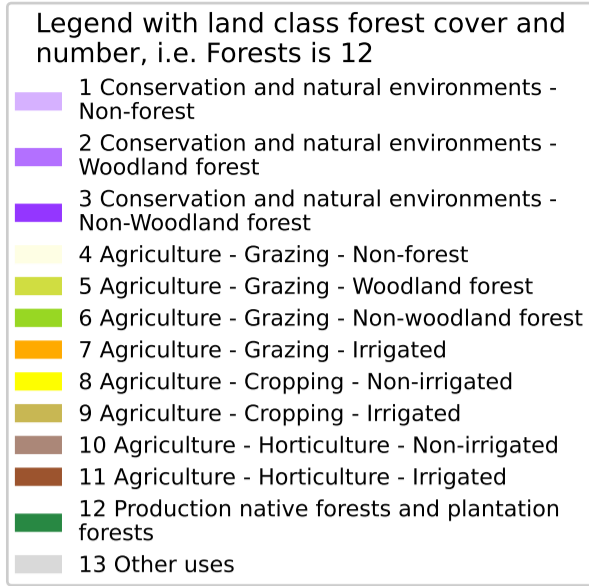 Legend with land class forest cover and
number, i.e. Forests is 12
1 Conservation and natural environments -
Non-forest
2 Conservation and natural environments -
Woodland forest
3 Conservation and natural environments -
Non-Woodland forest
4 Agriculture - Grazing - Non-forest
5 Agriculture - Grazing - Woodland forest
6 Agriculture - Grazing - Non-woodland forest
7 Agriculture - Grazing - Irrigated
8 Agriculture - Cropping - Non-irrigated
9 Agriculture - Cropping - Irrigated
10 Agriculture - Horticulture - Non-irrigated
11 Agriculture - Horticulture - Irrigated
12 Production native forests and plantation
forests
13 Other uses